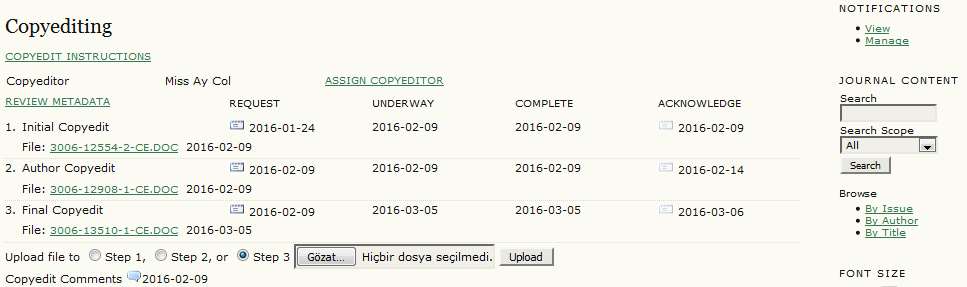 Copyediting
COPYEDIT INSTRUCTIONS
Copyeditor Miss Ay Col ASSIGN COPYEDITOR
REVIEW METADATA REQUEST UNDERWAY COMPLETE ACKNOWLEDGE
1. Initial Copyedit 2016-01-24 2016-02-09 2016-02-09 2016-02-09
File: 3006-12554-2-CE.DOC 2016-02-09
2. Author Copyedit 2016-02-09 2016-02-09 2016-02-09 2016-02-14
File: 3006-12908-1-CE.DOC 2016-02-09
3. Final Copyedit 2016-02-09 2016-03-05 2016-03-05 2016-03-06
File: 3006-13510-1-CE.DOC 2016-03-05
Upload file to Step 1, Step 2, or Step 3 Gözat... Hiçbir dosya seçilmedi. Upload
Copyedit Comments 2016-02-09
NOTIFICATIONS
View
Manage
JOURNAL CONTENT
Search
Search Scope
All
Search
Browse
By Issue
By Author
By Title
FONT SIZE